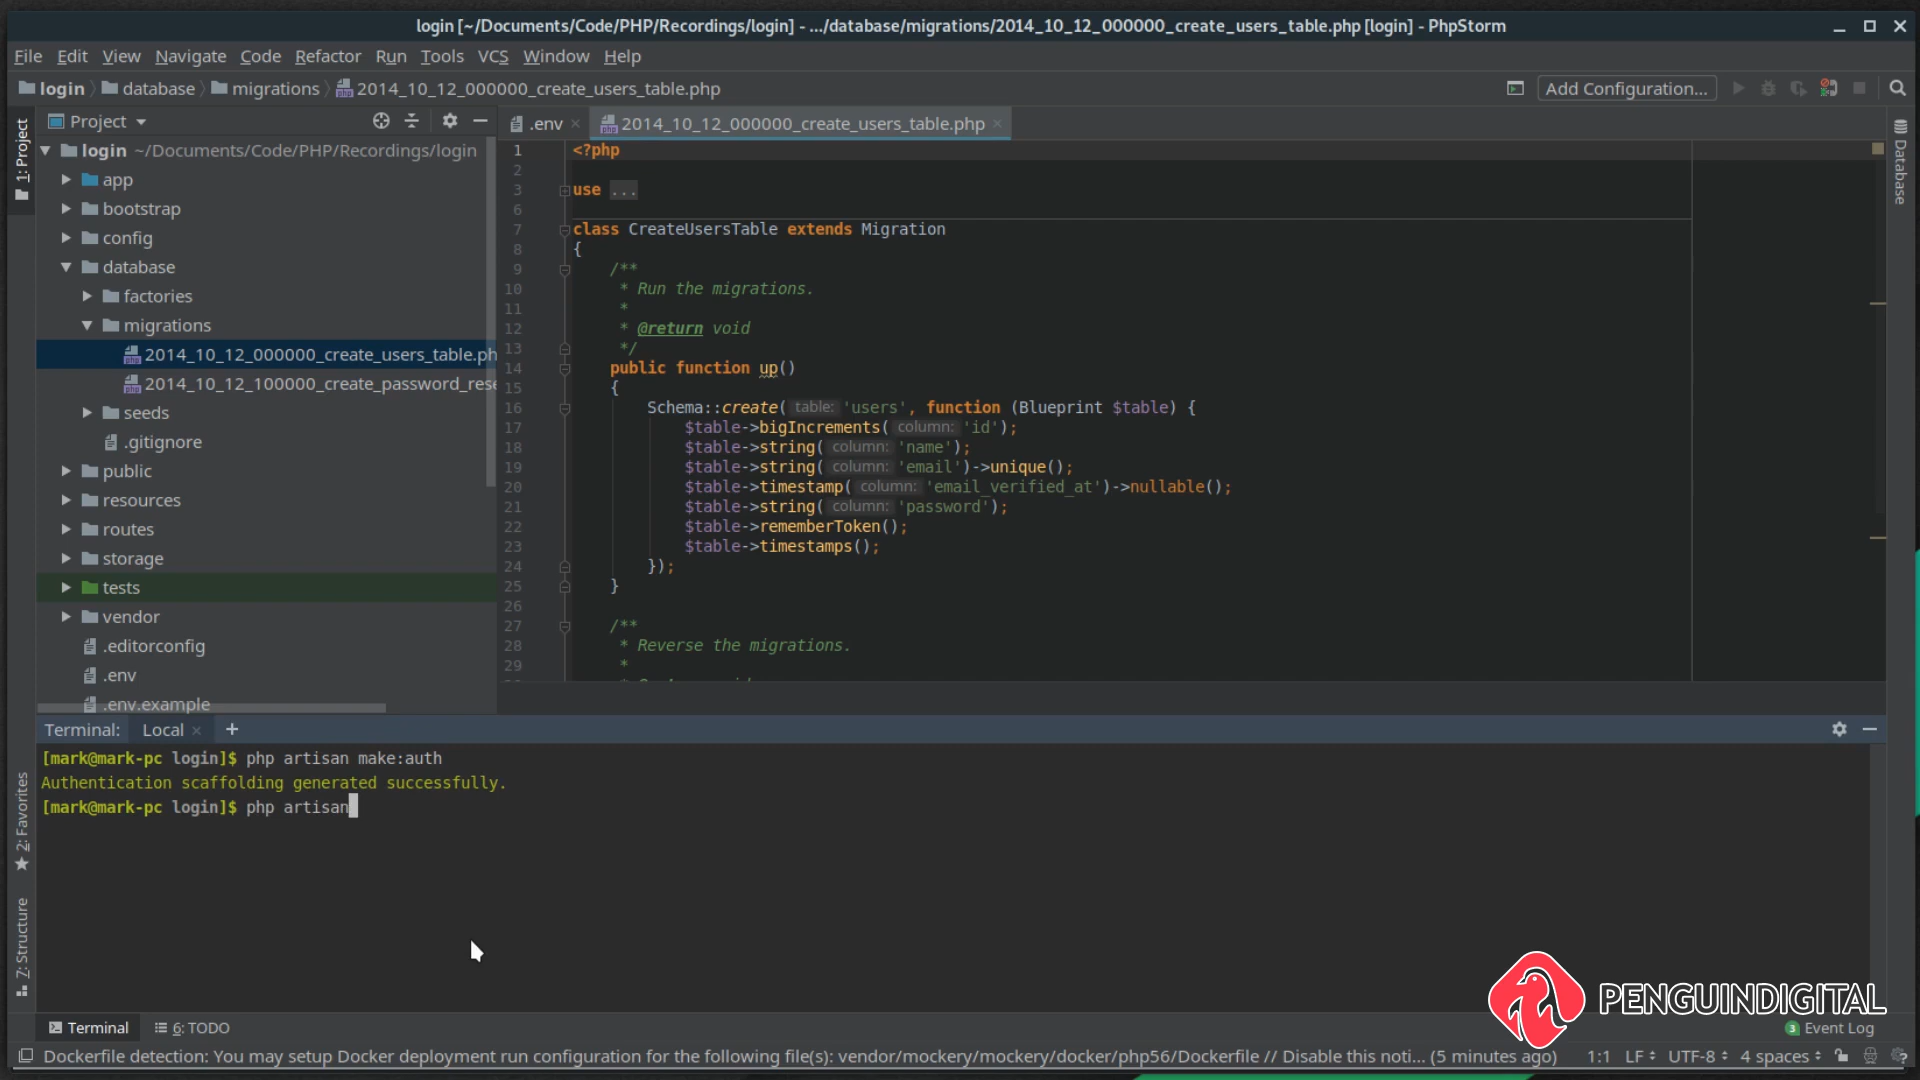 login [~/Documents/Code/PHP/Recordings/login] - .../database/migrations/2014_10_12_000000_create_users_table.php [login] - PhpStorm
File Edit View Navigate Code Refactor Run Tools VCS Window Help
login database migrations 2014_10_12_000000_create_users_table.php
Add Configuration...
1: Project
Project
login ~/Documents/Code/PHP/Recordings/login
app
bootstrap
config
database
factories
migrations
2014_10_12_000000_create_users_table.ph
2014_10_12_100000_create_password_rese
seeds
.gitignore
public
resources
routes
storage
tests
vendor
.editorconfig
.env
.env.example
.env 2014_10_12_000000_create_users_table.php
1 <?php
2
3 use ...
6
7 class CreateUsersTable extends Migration
8 {
9 /**
10 * Run the migrations.
11 *
12 * @return void
13 */
14 public function up()
15 {
16 Schema::create( table: 'users', function (Blueprint $table) {
17 $table->bigIncrements( column: 'id');
18 $table->string( column: 'name');
19 $table->string( column: 'email')->unique();
20 $table->timestamp( column: 'email_verified_at')->nullable();
21 $table->string( column: 'password');
22 $table->rememberToken();
23 $table->timestamps();
24 });
25 }
26
27 /**
28 * Reverse the migrations.
29 *
Database
Terminal: Local +
[mark@mark-pc login]$ php artisan make:auth
Authentication scaffolding generated successfully.
[mark@mark-pc login]$ php artisan
2: Favorites
7: Structure
PENGUINDIGITAL
Terminal 6: TODO
3 Event Log
Dockerfile detection: You may setup Docker deployment run configuration for the following file(s): vendor/mockery/mockery/docker/php56/Dockerfile // Disable this noti... (5 minutes ago) 1:1 LF UTF-8 4 spaces